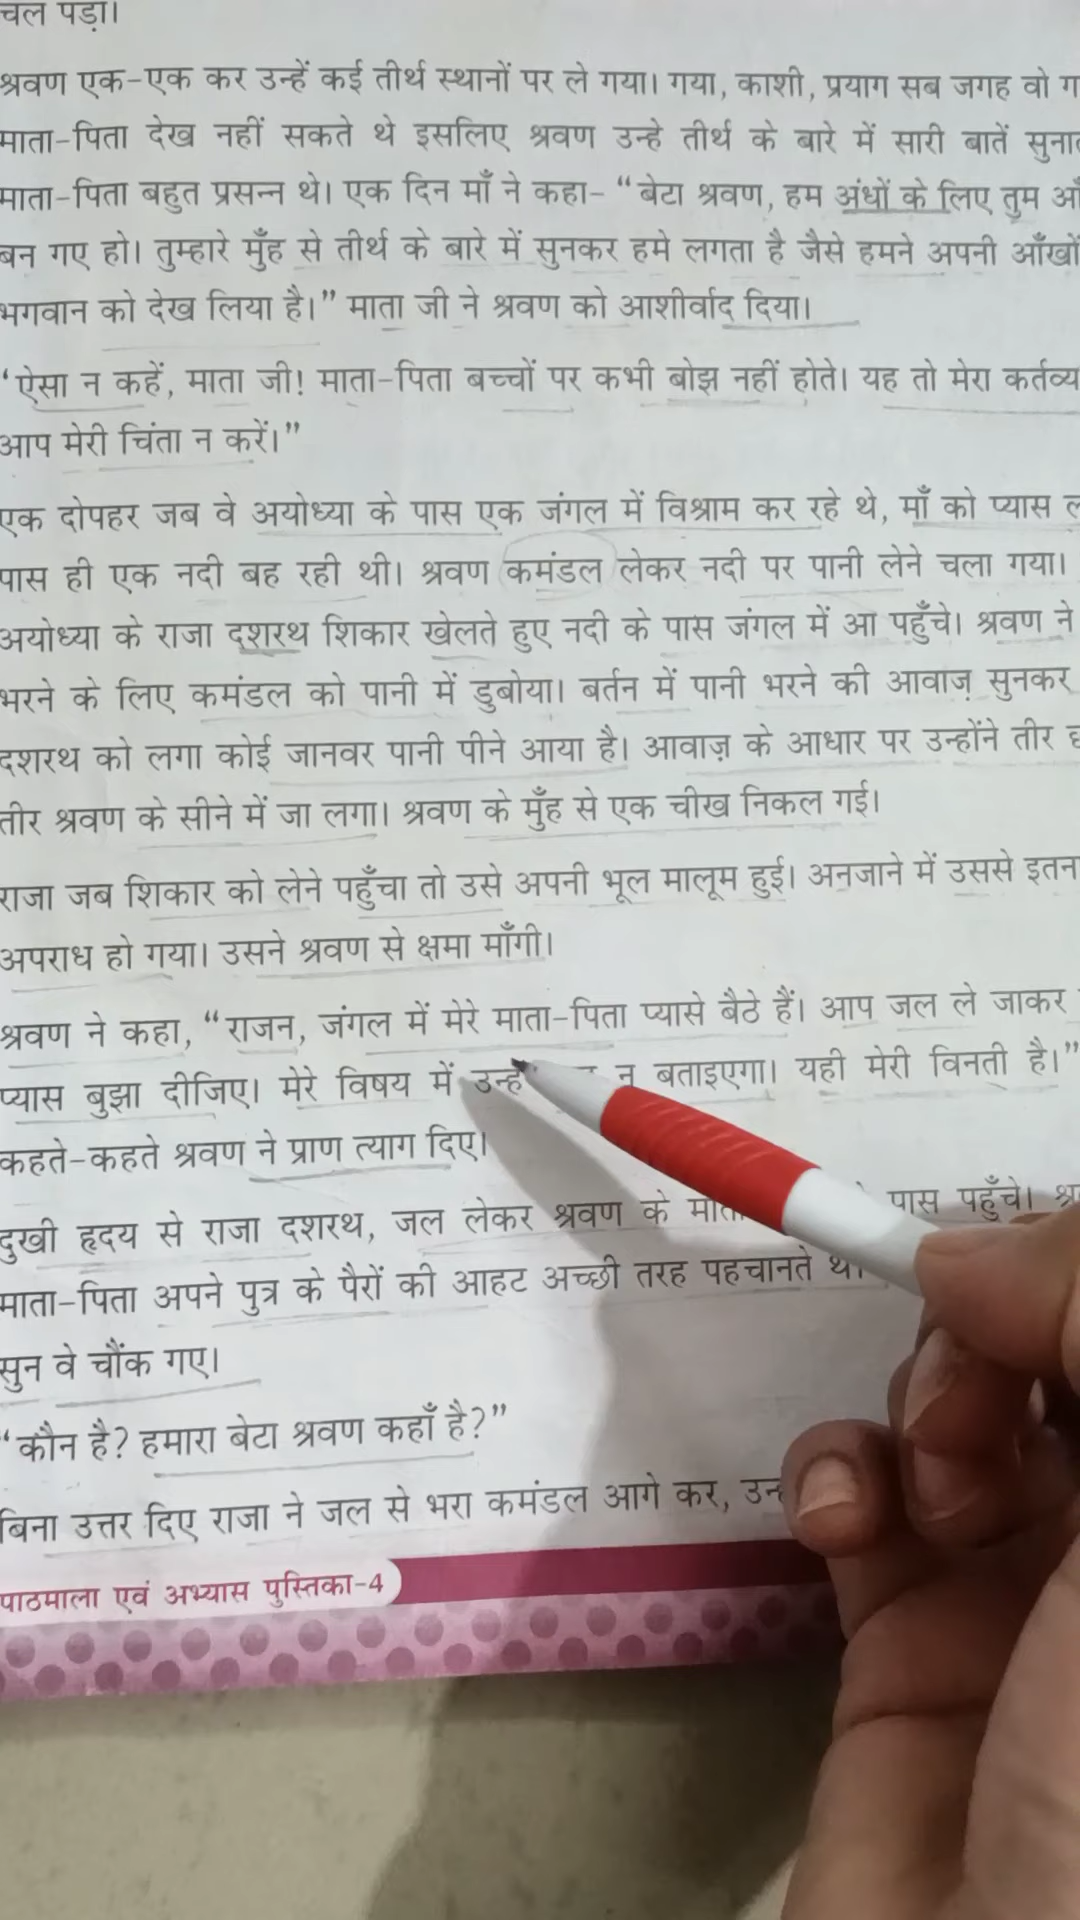 चल पड़ा।
श्रवण एक-एक कर उन्हें कई तीर्थ स्थानों पर ले गया। गया, काशी, प्रयाग सब जगह वो
माता-पिता देख नहीं सकते थे इसलिए श्रवण उन्हे तीर्थ के बारे में सारी बातें
माता-पिता बहुत प्रसन्न थे। एक दिन माँ ने कहा- “बेटा श्रवण, हम अंधों के लिए तुम
बन गए हो। तुम्हारे मुँह से तीर्थ के बारे में सुनकर हमे लगता है जैसे हमने अपनी आँखों
भगवान को देख लिया है।” माता जी ने श्रवण को आशीर्वाद दिया।
‘ऐसा न कहें, माता जी! माता-पिता बच्चों पर कभी बोझ नहीं होते। यह तो मेरा कर्तव्य
आप मेरी चिंता न करें।”
एक दोपहर जब वे अयोध्या के पास एक जंगल में विश्राम कर रहे थे, माँ को प्यास
पास ही एक नदी बह रही थी। श्रवण कमंडल लेकर नदी पर पानी लेने चला गया।
अयोध्या के राजा दशरथ शिकार खेलते हुए नदी के पास जंगल में आ पहुँचे। श्रवण ने
भरने के लिए कमंडल को पानी में डुबोया। बर्तन में पानी भरने की आवाज़ सुनकर
दशरथ को लगा कोई जानवर पानी पीने आया है। आवाज़ के आधार पर उन्होंने तीर
तीर श्रवण के सीने में जा लगा। श्रवण के मुँह से एक चीख निकल गई।
राजा जब शिकार को लेने पहुँचा तो उसे अपनी भूल मालूम हुई। अनजाने में उससे
अपराध हो गया। उसने श्रवण से क्षमा माँगी।
श्रवण ने कहा, “राजन, जंगल में मेरे माता-पिता प्यासे बैठे हैं। आप जल ले जाकर
प्यास बुझा दीजिए। मेरे विषय में उन्हें न बताइएगा। यही मेरी विनती है।”
कहते-कहते श्रवण ने प्राण त्याग दिए।
दुखी हृदय से राजा दशरथ, जल लेकर श्रवण के पास पहुँचे।
माता-पिता अपने पुत्र के पैरों की आहट अच्छी तरह पहचानते
सुन वे चौंक गए।
“कौन है? हमारा बेटा श्रवण कहाँ है?”
बिना उत्तर दिए राजा ने जल से भरा कमंडल आगे कर,
पाठमाला एवं अभ्यास पुस्तिका-4